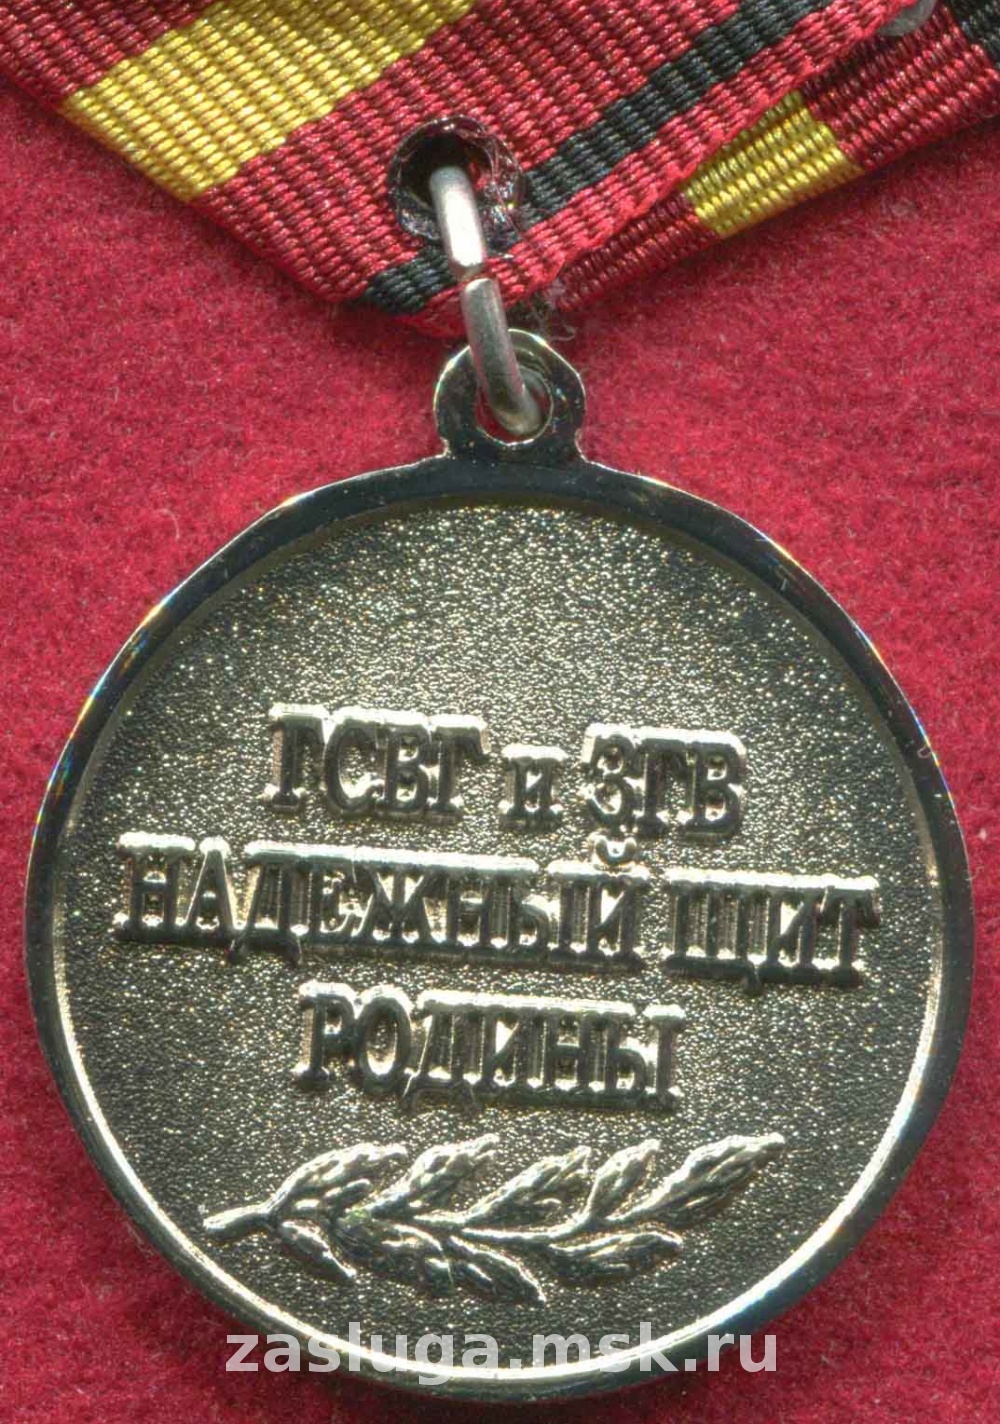 ГСВГ и ЗГВ
НАДЕЖНЫЙ ЩИТ
РОДИНЫ
zasluga.msk.ru